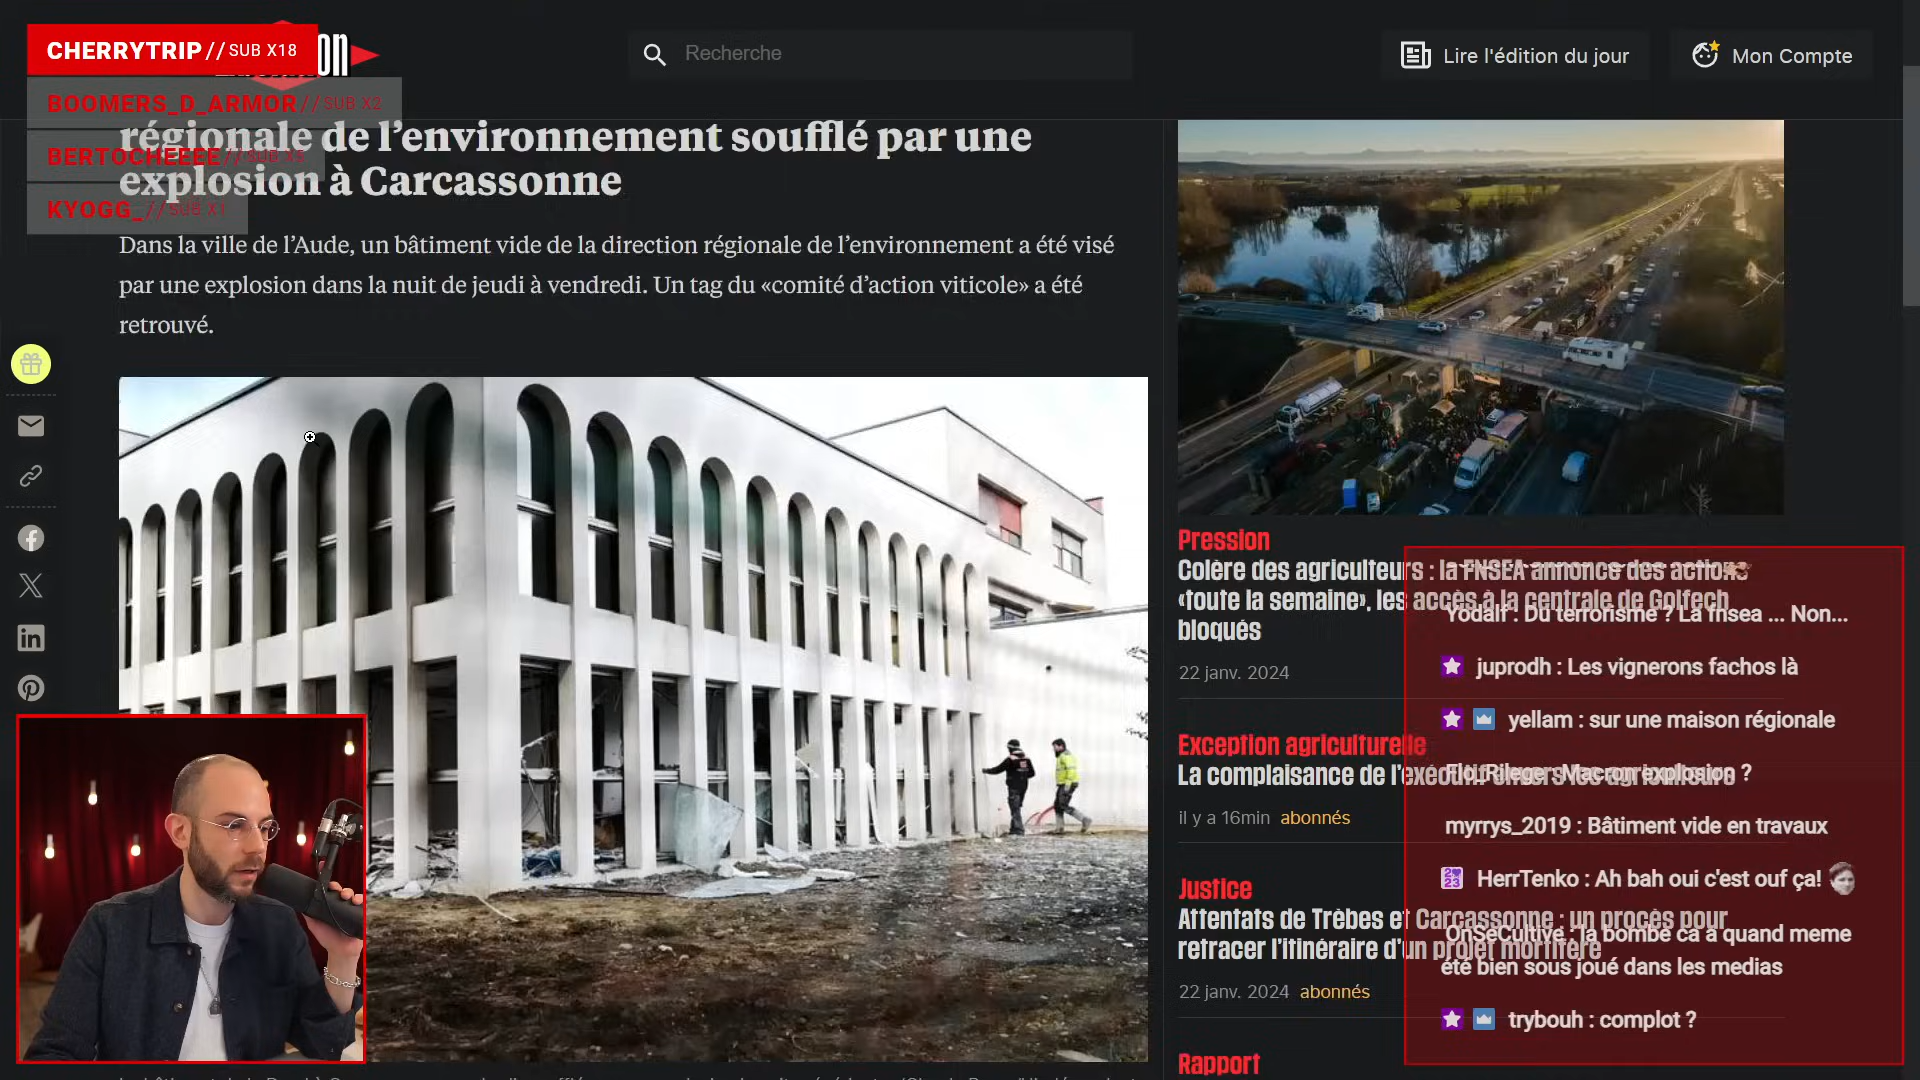 CHERRYTRIP // SUB X18
BOOMERS_D_ARMOR // SUB X2
BERTOCHEEEE // SUB X5
KYOGG_ // SUB X1
Recherche
Lire l'édition du jour
Mon Compte
régionale de l’environnement soufflé par une
explosion à Carcassonne
Dans la ville de l’Aude, un bâtiment vide de la direction régionale de l’environnement a été visé
par une explosion dans la nuit de jeudi à vendredi. Un tag du «comité d’action viticole» a été
retrouvé.
Pression
Colère des agriculteurs : la FNSEA annonce des actions
«toute la semaine», les accès à la centrale de Golfech
bloqués
22 janv. 2024
Exception agriculturelle
La complaisance de l’exécutif envers les agriculteurs
il y a 16min abonnés
Justice
Attentats de Trèbes et Carcassonne : un procès pour
retracer l’itinéraire d’un projet mortifère
22 janv. 2024 abonnés
Rapport
Yodalf : Du terrorisme ? La fnsea ... Non...
juprodh : Les vignerons fachos là
yellam : sur une maison régionale
Macron explosion ?
myrrys_2019 : Bâtiment vide en travaux
HerrTenko : Ah bah oui c'est ouf ça!
OnSeCultive : la bombe ca a quand meme
été bien sous joué dans les medias
trybouh : complot ?